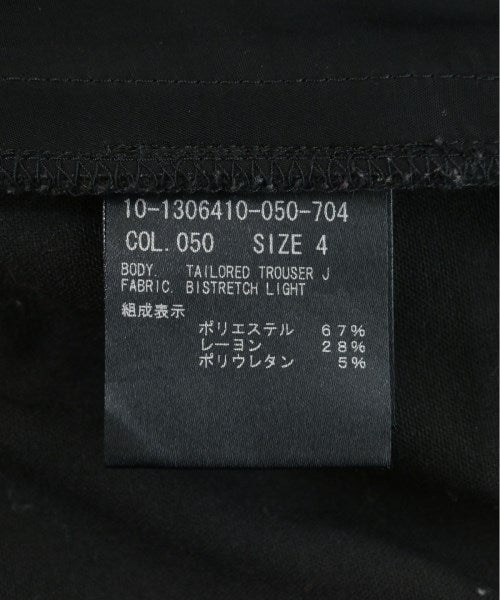 10-1306410-050-704
COL. 050 SIZE 4
BODY. TAILORED TROUSER J
FABRIC. BISTRETCH LIGHT
組成表示
ポリエステル 67%
レーヨン 28%
ポリウレタン 5%